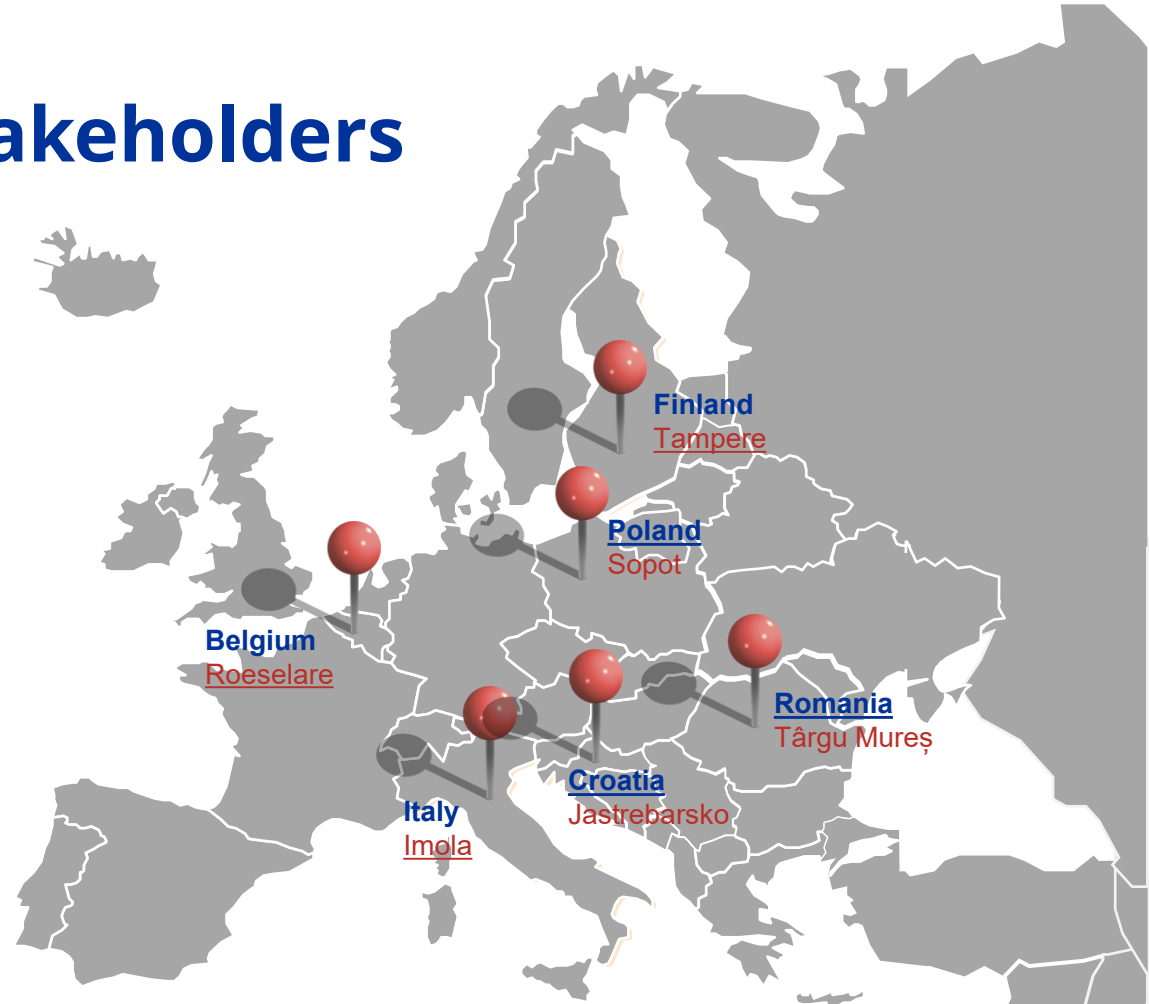 akeholders
Finland
Tampere
Poland
Sopot
Belgium
Roeselare
Romania
Târgu Mureș
Croatia
Jastrebarsko
Italy
Imola